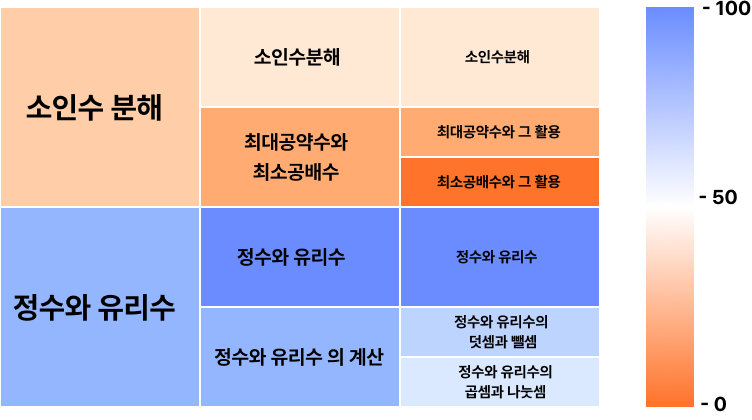 소인수 분해
소인수분해
소인수분해
최대공약수와
최소공배수
최대공약수와 그 활용
최소공배수와 그 활용
정수와 유리수
정수와 유리수
정수와 유리수
정수와 유리수 의 계산
정수와 유리수의
덧셈과 뺄셈
정수와 유리수의
곱셈과 나눗셈
- 100
- 50
- 0